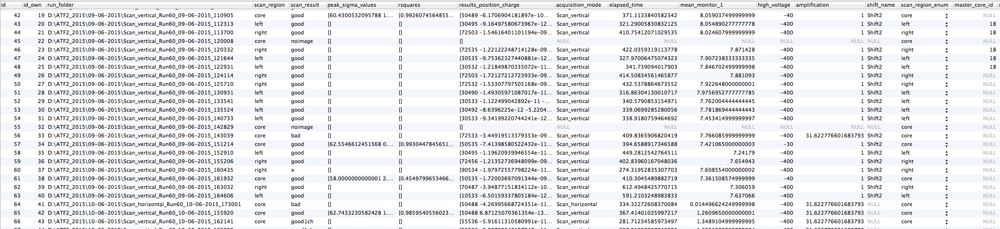 id id_own run_folder scan_region scan_result peak_sigma_values rsquares results_position_charge acquisition_mode elapsed_time mean_monitor_1 high_voltage amplification shift_name scan_region_enum master_core_id
42 19 D:\ATF2_2015\09-06-2015\Scan_vertical_Run60_09-06-2015_110905 core good [60.4300532095788 1.... [0.9926074564855... [50489 -6.1706904181897e-10... Scan_vertical 371.1133840582342 8.059037499999999 -40 1 Shift2 core NULL
43 20 D:\ATF2_2015\09-06-2015\Scan_vertical_Run60_09-06-2015_112313 left good [] [] [30495 -9.16497580673967e-12... Scan_vertical 321.29005830832125 8.054890277777778 -400 1 Shift2 left 18
44 21 D:\ATF2_2015\09-06-2015\Scan_vertical_Run60_09-06-2015_113700 right good [] [] [72503 -1.54616401101194e-09... Scan_vertical 410.75412071029535 8.024607999999999 -400 1 Shift2 right 18
45 22 D:\ATF2_2015\09-06-2015\Scan_vertical_Run60_09-06-2015_120008 core noimage [] [] [] NULL NULL NULL NULL NULL NULL core NULL
46 23 D:\ATF2_2015\09-06-2015\Scan_vertical_Run60_09-06-2015_120332 right good [] [] [72535 -1.22122248714128e-09... Scan_vertical 422.0359319113778 7.871428 -400 1 Shift2 right 18
47 24 D:\ATF2_2015\09-06-2015\Scan_vertical_Run60_09-06-2015_121644 left good [] [] [30535 -9.75362327440881e-12... Scan_vertical 327.97006475074323 7.907238333333335 -400 1 Shift2 left 18
48 25 D:\ATF2_2015\09-06-2015\Scan_vertical_Run60_09-06-2015_122931 left good [] [] [30532 -1.21849870335072e-11... Scan_vertical 341.739094017903 7.846702499999998 -400 1 Shift2 left 18
49 26 D:\ATF2_2015\09-06-2015\Scan_vertical_Run60_09-06-2015_124114 right good [] [] [72503 -1.72127212723933e-09... Scan_vertical 414.50834561465877 7.881093 -400 1 Shift2 right NULL
50 27 D:\ATF2_2015\09-06-2015\Scan_vertical_Run60_09-06-2015_125710 right good [] [] [72532 -1.53307797505168e-09... Scan_vertical 432.5378864673552 7.922648000000001 -400 1 Shift2 right NULL
51 28 D:\ATF2_2015\09-06-2015\Scan_vertical_Run60_09-06-2015_130931 left good [] [] [30490 -1.49305971087017e-11... Scan_vertical 316.86304130010717 7.9756952777777785 -400 1 Shift2 left NULL
52 29 D:\ATF2_2015\09-06-2015\Scan_vertical_Run60_09-06-2015_133541 left good [] [] [30533 -1.122499042892e-11 -... Scan_vertical 340.5790853154971 7.762004444444445 -400 1 Shift2 left NULL
53 30 D:\ATF2_2015\09-06-2015\Scan_vertical_Run60_09-06-2015_135524 left good [] [] [30492 -8.6396225e-12 -5.2204... Scan_vertical 339.0699285280056 7.781869444444443 -400 1 Shift2 left NULL
54 31 D:\ATF2_2015\09-06-2015\Scan_vertical_Run60_09-06-2015_140733 left good [] [] [30533 -9.34199220744241e-12... Scan_vertical 338.9180759464692 7.453414999999997 -400 1 Shift2 left NULL
55 32 D:\ATF2_2015\09-06-2015\Scan_vertical_Run60_09-06-2015_142829 core noimage [] [] [] NULL NULL NULL NULL NULL NULL core NULL
56 33 D:\ATF2_2015\09-06-2015\Scan_vertical_Run60_09-06-2015_143039 core bad [] [] [72533 -3.44919513379353e-09... Scan_vertical 409.8365906820419 7.766085999999999 -400 31.622776601683793 Shift2 core NULL
57 34 D:\ATF2_2015\09-06-2015\Scan_vertical_Run60_09-06-2015_151214 core good [62.5546612451568 0.... [0.9930447845651... [50535 -7.41398580522432e-11... Scan_vertical 394.6588917346588 7.421065000000003 -30 1 Shift2 core NULL
58 35 D:\ATF2_2015\09-06-2015\Scan_vertical_Run60_09-06-2015_152910 left good [] [] [30495 -1.19620939946554e-11... Scan_vertical 449.2812542764511 7.24179 -400 1 Shift2 left NULL
59 36 D:\ATF2_2015\09-06-2015\Scan_vertical_Run60_09-06-2015_155206 right good [] [] [72456 -1.21352736948099e-09... Scan_vertical 402.83960167048036 7.654943 -400 1 Shift2 right NULL
60 37 D:\ATF2_2015\09-06-2015\Scan_vertical_Run60_09-06-2015_160435 right x [] [] [90534 -1.97972557798224e-11... Scan_vertical 274.31952835307703 7.608554000000002 -400 1 Shift2 right NULL
61 38 D:\ATF2_2015\09-06-2015\Scan_vertical_Run60_09-06-2015_161932 core good [58.0000000000001 2.... [0.4549799653466... [50535 -1.72003697091344e-09... Scan_vertical 410.3045489882719 7.361508574999999 -40 1 Shift2 core NULL
62 39 D:\ATF2_2015\09-06-2015\Scan_vertical_Run60_09-06-2015_163032 right good [] [] [70487 -3.94877151834112e-10... Scan_vertical 612.4948428770715 7.306059 -400 1 Shift2 right NULL
63 40 D:\ATF2_2015\09-06-2015\Scan_vertical_Run60_09-06-2015_164606 left good [] [] [10533 -6.50159337805184e-12... Scan_vertical 591.2103248983833 7.637066 -400 1 Shift2 left NULL
64 41 D:\ATF2_2015\10-06-2015\Scan_horizontal_Run60_10-06-2015_173001 core bad [] [] [50488 -4.26995668724351e-11... Scan_horizontal 334.32272608370084 0.014496624249999998 -400 31.622776601683793 NULL core NULL
65 42 D:\ATF2_2015\10-06-2015\Scan_vertical_Run60_10-06-2015_155920 core good [62.7433230582428 1.... [0.9859540556023... [50488 6.87125070361354e-13... Scan_vertical 367.41401035997217 1.2609650000000001 -400 31.622776601683793 NULL core NULL
66 43 D:\ATF2_2015\10-06-2015\Scan_vertical_Run60_10-06-2015_162141 core good1ch [] [] [55536 -5.91611310580991e-11... Scan_vertical 281.71234585973497 1.3489104999999995 -400 31.622776601683793 NULL core NULL